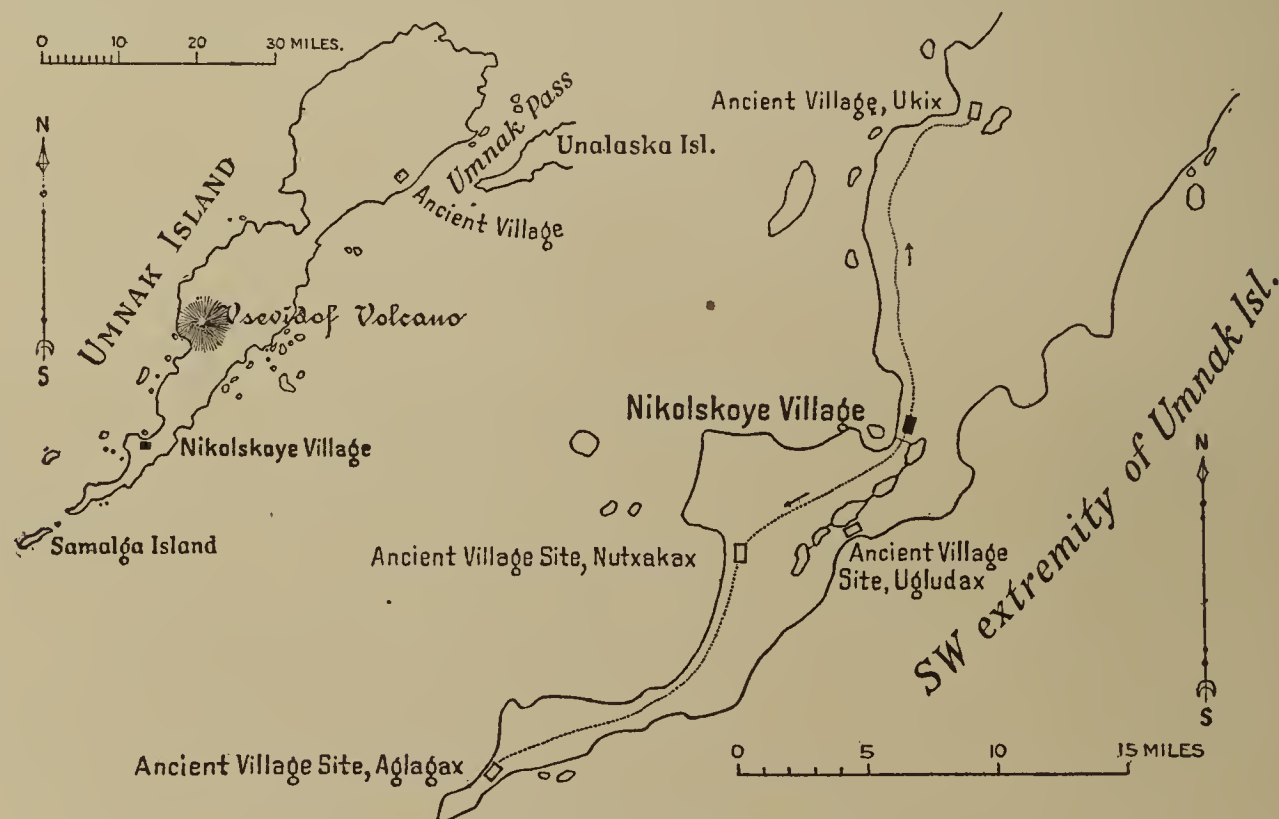 0 10 20 30 MILES.
N
S
UMNAK ISLAND
Umnak Pass
Unalaska Isl.
Ancient Village
Vsevidof Volcano
Nikolskoye Village
Samalga Island
Ancient Village, Ukix
Nikolskoye Village
Ancient Village Site, Nutxakax
Ancient Village
Site, Ugludax
Ancient Village Site, Aglagax
SW extremity of Umnak Isl.
N
S
0 5 10 15 MILES